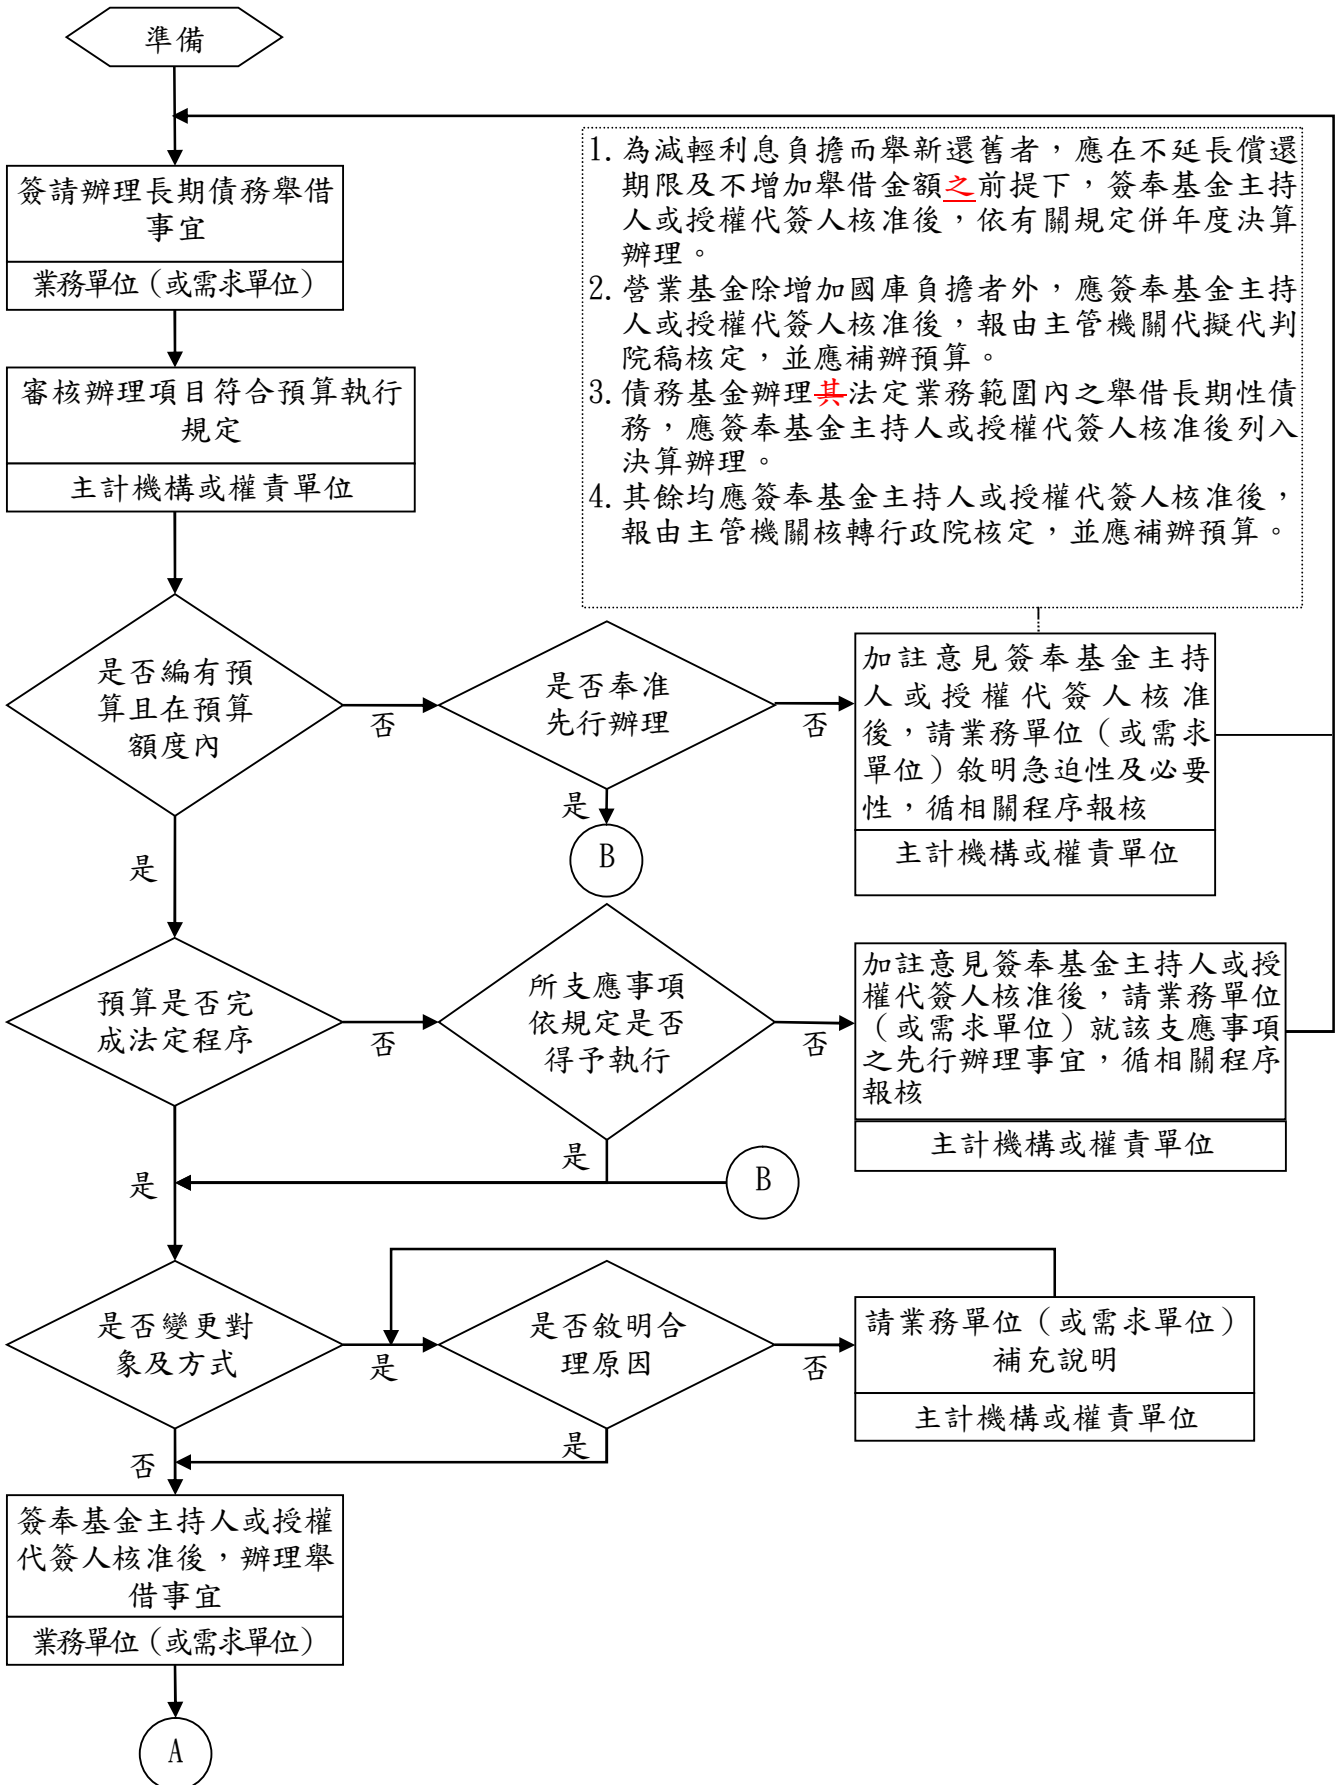 準備
1. 為減輕利息負擔而舉新還舊者，應在不延長償還
期限及不增加舉借金額之前提下，簽奉基金主持
人或授權代簽人核准後，依有關規定併年度決算
辦理。
2. 營業基金除增加國庫負擔者外，應簽奉基金主持
人或授權代簽人核准後，報由主管機關代擬代判
院稿核定，並應補辦預算。
3. 債務基金辦理其法定業務範圍內之舉借長期性債
務，應簽奉基金主持人或授權代簽人核准後列入
決算辦理。
4. 其餘均應簽奉基金主持人或授權代簽人核准後，
報由主管機關核轉行政院核定，並應補辦預算。
簽請辦理長期債務舉借
事宜
業務單位（或需求單位）
審核辦理項目符合預算執行
規定
主計機構或權責單位
是否編有預
算且在預算
額度內
否
是
是否奉准
先行辦理
否
是
B
加註意見簽奉基金主持
人或授權代簽人核准
後，請業務單位（或需求
單位）敘明急迫性及必要
性，循相關程序報核
主計機構或權責單位
預算是否完
成法定程序
否
是
所支應事項
依規定是否
得予執行
否
是
加註意見簽奉基金主持人或授
權代簽人核准後，請業務單位
（或需求單位）就該支應事項
之先行辦理事宜，循相關程序
報核
主計機構或權責單位
B
是否變更對
象及方式
是
否
是否敘明合
理原因
否
是
請業務單位（或需求單位）
補充說明
主計機構或權責單位
簽奉基金主持人或授權
代簽人核准後，辦理舉
借事宜
業務單位（或需求單位）
A